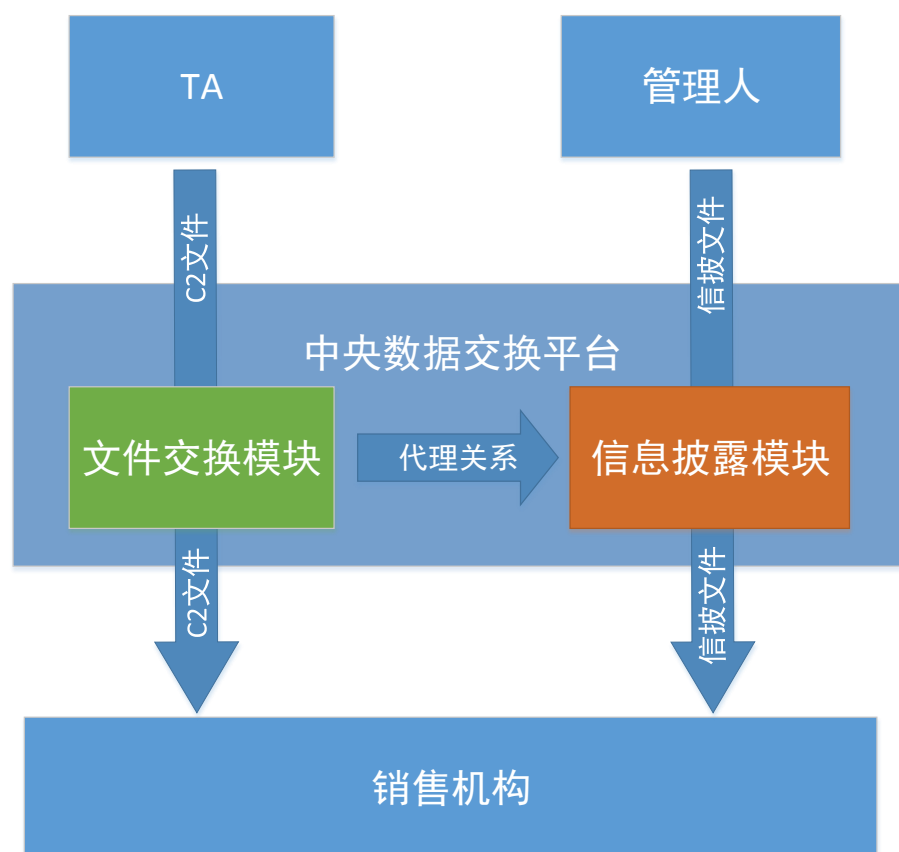 TA
管理人
C2文件
信披文件
中央数据交换平台
文件交换模块
代理关系
信息披露模块
C2文件
信披文件
销售机构